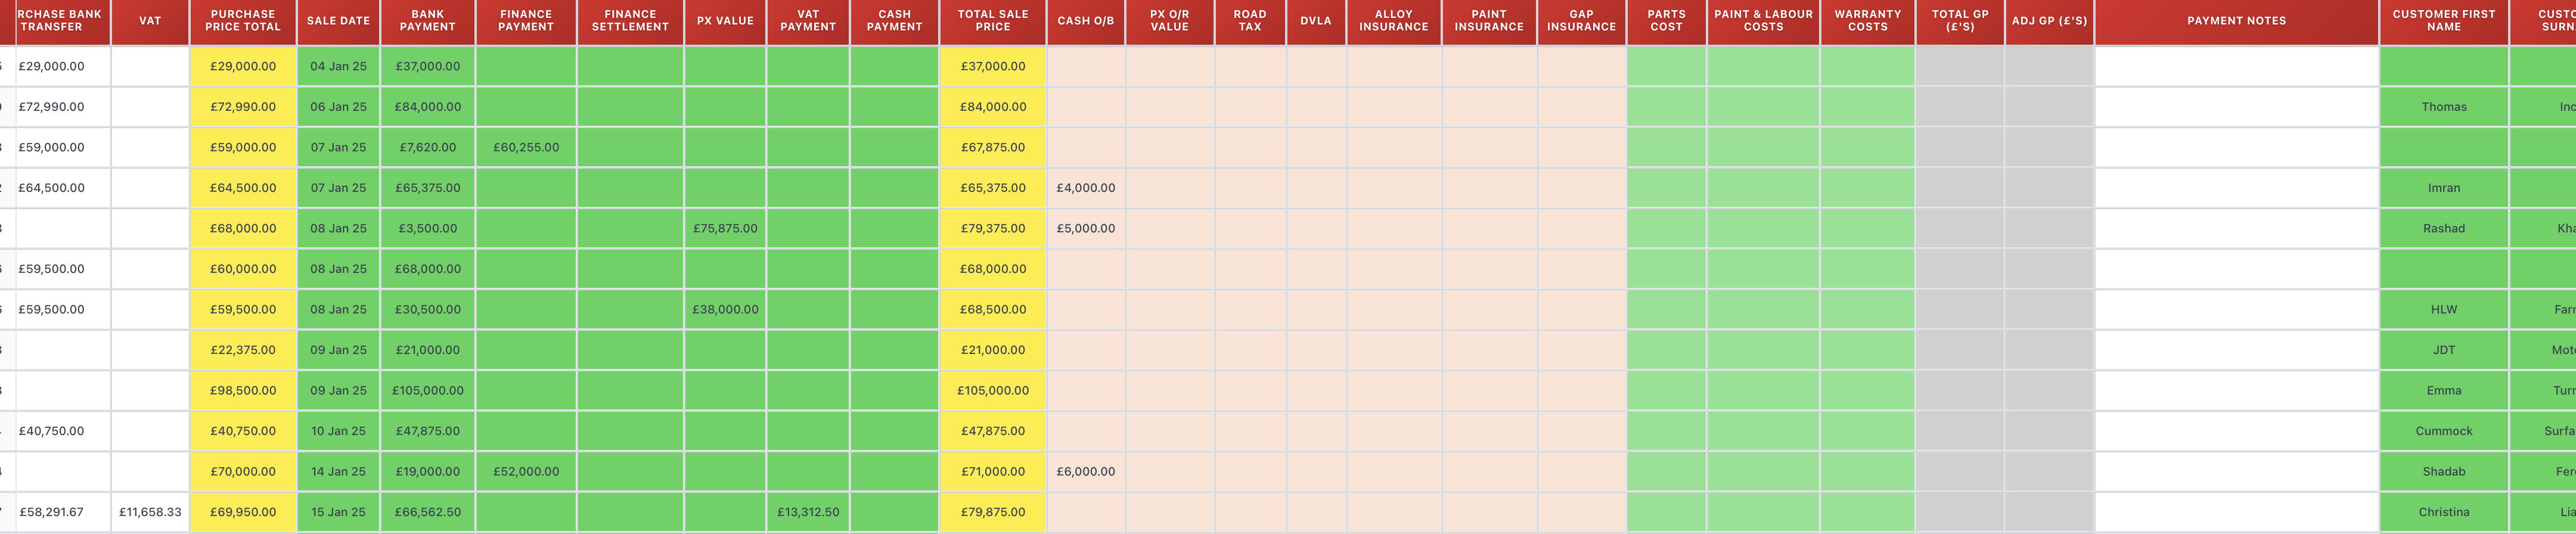 RCHASE BANK TRANSFER VAT PURCHASE PRICE TOTAL SALE DATE BANK PAYMENT FINANCE PAYMENT FINANCE SETTLEMENT PX VALUE VAT PAYMENT CASH PAYMENT TOTAL SALE PRICE CASH O/B PX O/R VALUE ROAD TAX DVLA ALLOY INSURANCE PAINT INSURANCE GAP INSURANCE PARTS COST PAINT & LABOUR COSTS WARRANTY COSTS TOTAL GP (£'S) ADJ GP (£'S) PAYMENT NOTES CUSTOMER FIRST NAME CUSTO SURN
£29,000.00 £29,000.00 04 Jan 25 £37,000.00 £37,000.00
£72,990.00 £72,990.00 06 Jan 25 £84,000.00 £84,000.00 Thomas Inc
£59,000.00 £59,000.00 07 Jan 25 £7,620.00 £60,255.00 £67,875.00
£64,500.00 £64,500.00 07 Jan 25 £65,375.00 £65,375.00 £4,000.00 Imran
£68,000.00 08 Jan 25 £3,500.00 £75,875.00 £79,375.00 £5,000.00 Rashad Kha
£59,500.00 £60,000.00 08 Jan 25 £68,000.00 £68,000.00
£59,500.00 £59,500.00 08 Jan 25 £30,500.00 £38,000.00 £68,500.00 HLW Farr
£22,375.00 09 Jan 25 £21,000.00 £21,000.00 JDT Moto
£98,500.00 09 Jan 25 £105,000.00 £105,000.00 Emma Turn
£40,750.00 £40,750.00 10 Jan 25 £47,875.00 £47,875.00 Cummock Surfa
£70,000.00 14 Jan 25 £19,000.00 £52,000.00 £71,000.00 £6,000.00 Shadab Fero
£58,291.67 £11,658.33 £69,950.00 15 Jan 25 £66,562.50 £13,312.50 £79,875.00 Christina Lia